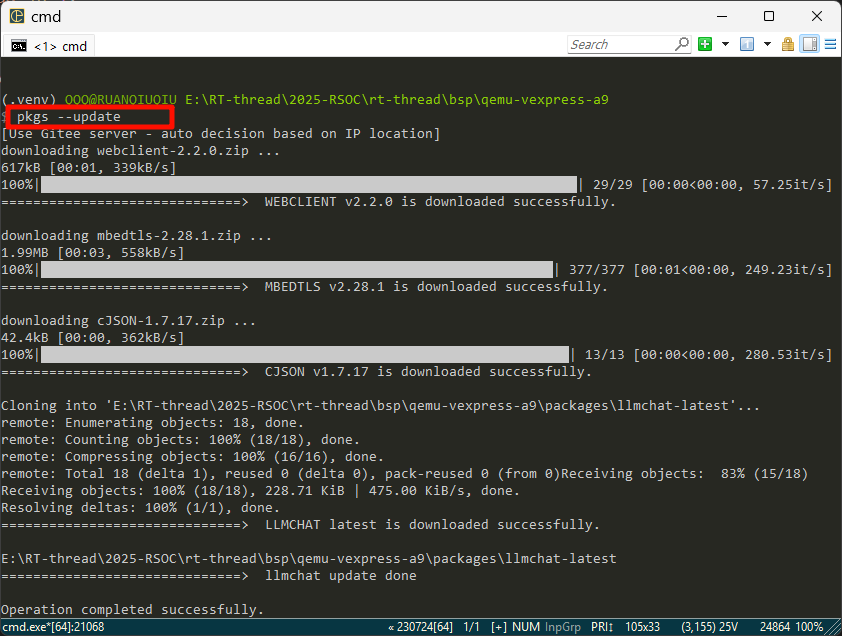 cmd
<1> cmd
Search
(.venv) OOO@RUANQIUQIU E:\RT-thread\2025-RSOC\rt-thread\bsp\qemu-vexpress-a9
$ pkgs --update
[Use Gitee server - auto decision based on IP location]
downloading webclient-2.2.0.zip ...
617kB [00:01, 339kB/s]
100%| | 29/29 [00:00<00:00, 57.25it/s]
==============================> WEBCLIENT v2.2.0 is downloaded successfully.
downloading mbedtls-2.28.1.zip ...
1.99MB [00:03, 558kB/s]
100%| | 377/377 [00:01<00:00, 249.23it/s]
==============================> MBEDTLS v2.28.1 is downloaded successfully.
downloading cJSON-1.7.17.zip ...
42.4kB [00:00, 362kB/s]
100%| | 13/13 [00:00<00:00, 280.53it/s]
==============================> CJSON v1.7.17 is downloaded successfully.
Cloning into 'E:\RT-thread\2025-RSOC\rt-thread\bsp\qemu-vexpress-a9\packages\llmchat-latest'...
remote: Enumerating objects: 18, done.
remote: Counting objects: 100% (18/18), done.
remote: Compressing objects: 100% (16/16), done.
remote: Total 18 (delta 1), reused 0 (delta 0), pack-reused 0 (from 0)Receiving objects:  83% (15/18)
Receiving objects: 100% (18/18), 228.71 KiB | 475.00 KiB/s, done.
Resolving deltas: 100% (1/1), done.
==============================> LLMCHAT latest is downloaded successfully.
E:\RT-thread\2025-RSOC\rt-thread\bsp\qemu-vexpress-a9\packages\llmchat-latest
==============================> llmchat update done
Operation completed successfully.
cmd.exe*[64]:21068 « 230724[64] 1/1 [+] NUM InpGrp PRI↕ 105x33 (3,155) 25V 24864 100%